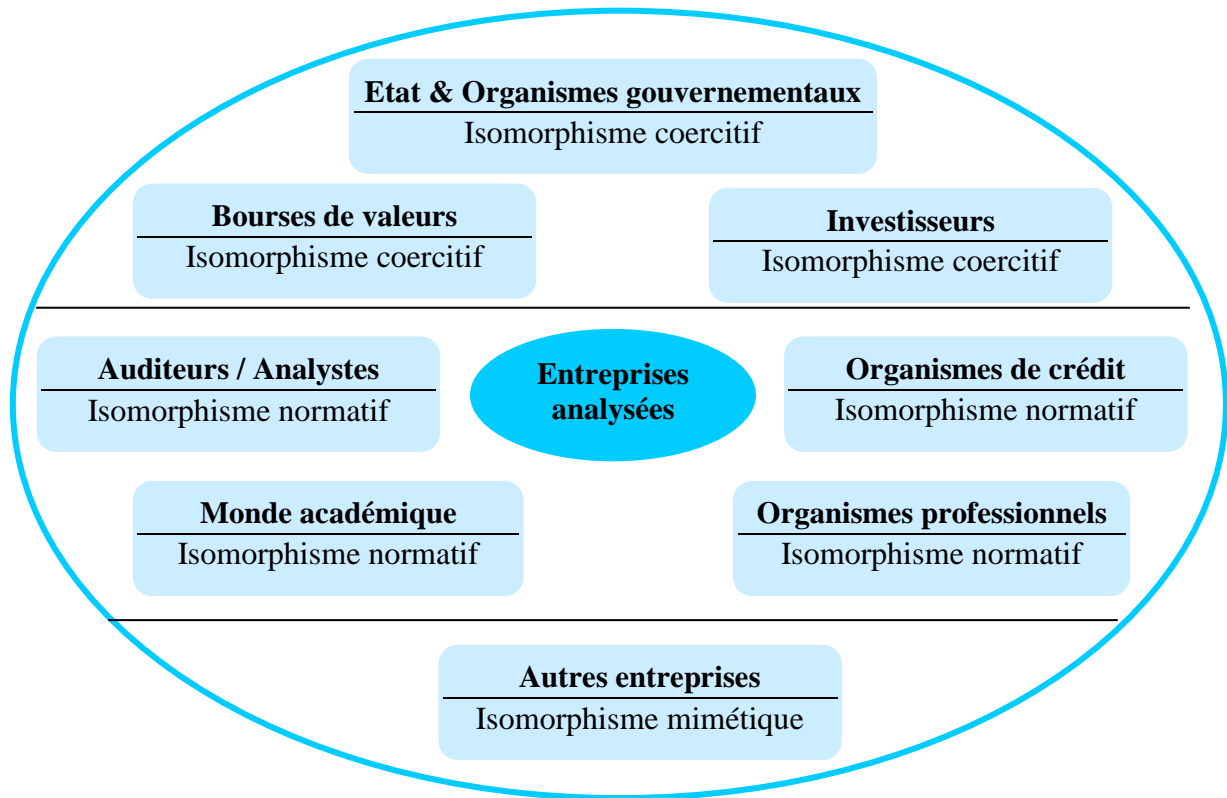 Etat & Organismes gouvernementaux
Isomorphisme coercitif
Bourses de valeurs
Isomorphisme coercitif
Investisseurs
Isomorphisme coercitif
Auditeurs / Analystes
Isomorphisme normatif
Entreprises
analysées
Organismes de crédit
Isomorphisme normatif
Monde académique
Isomorphisme normatif
Organismes professionnels
Isomorphisme normatif
Autres entreprises
Isomorphisme mimétique